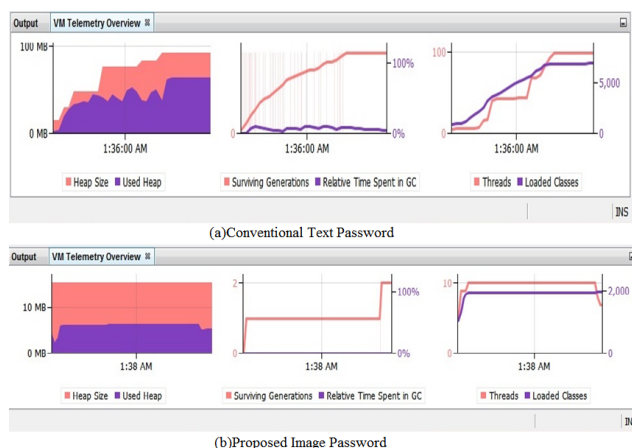 Output VM Telemetry Overview
100 MB
0 MB
1:36:00 AM
Heap Size Used Heap
0
100%
0%
1:36:00 AM
Surviving Generations Relative Time Spent in GC
100
0
5,000
0
1:36:00 AM
Threads Loaded Classes
INS
(a)Conventional Text Password
Output VM Telemetry Overview
10 MB
0 MB
1:38 AM
Heap Size Used Heap
2
0
100%
0%
1:38 AM
Surviving Generations Relative Time Spent in GC
10
0
2,000
0
1:38 AM
Threads Loaded Classes
IN
(b)Proposed Image Password